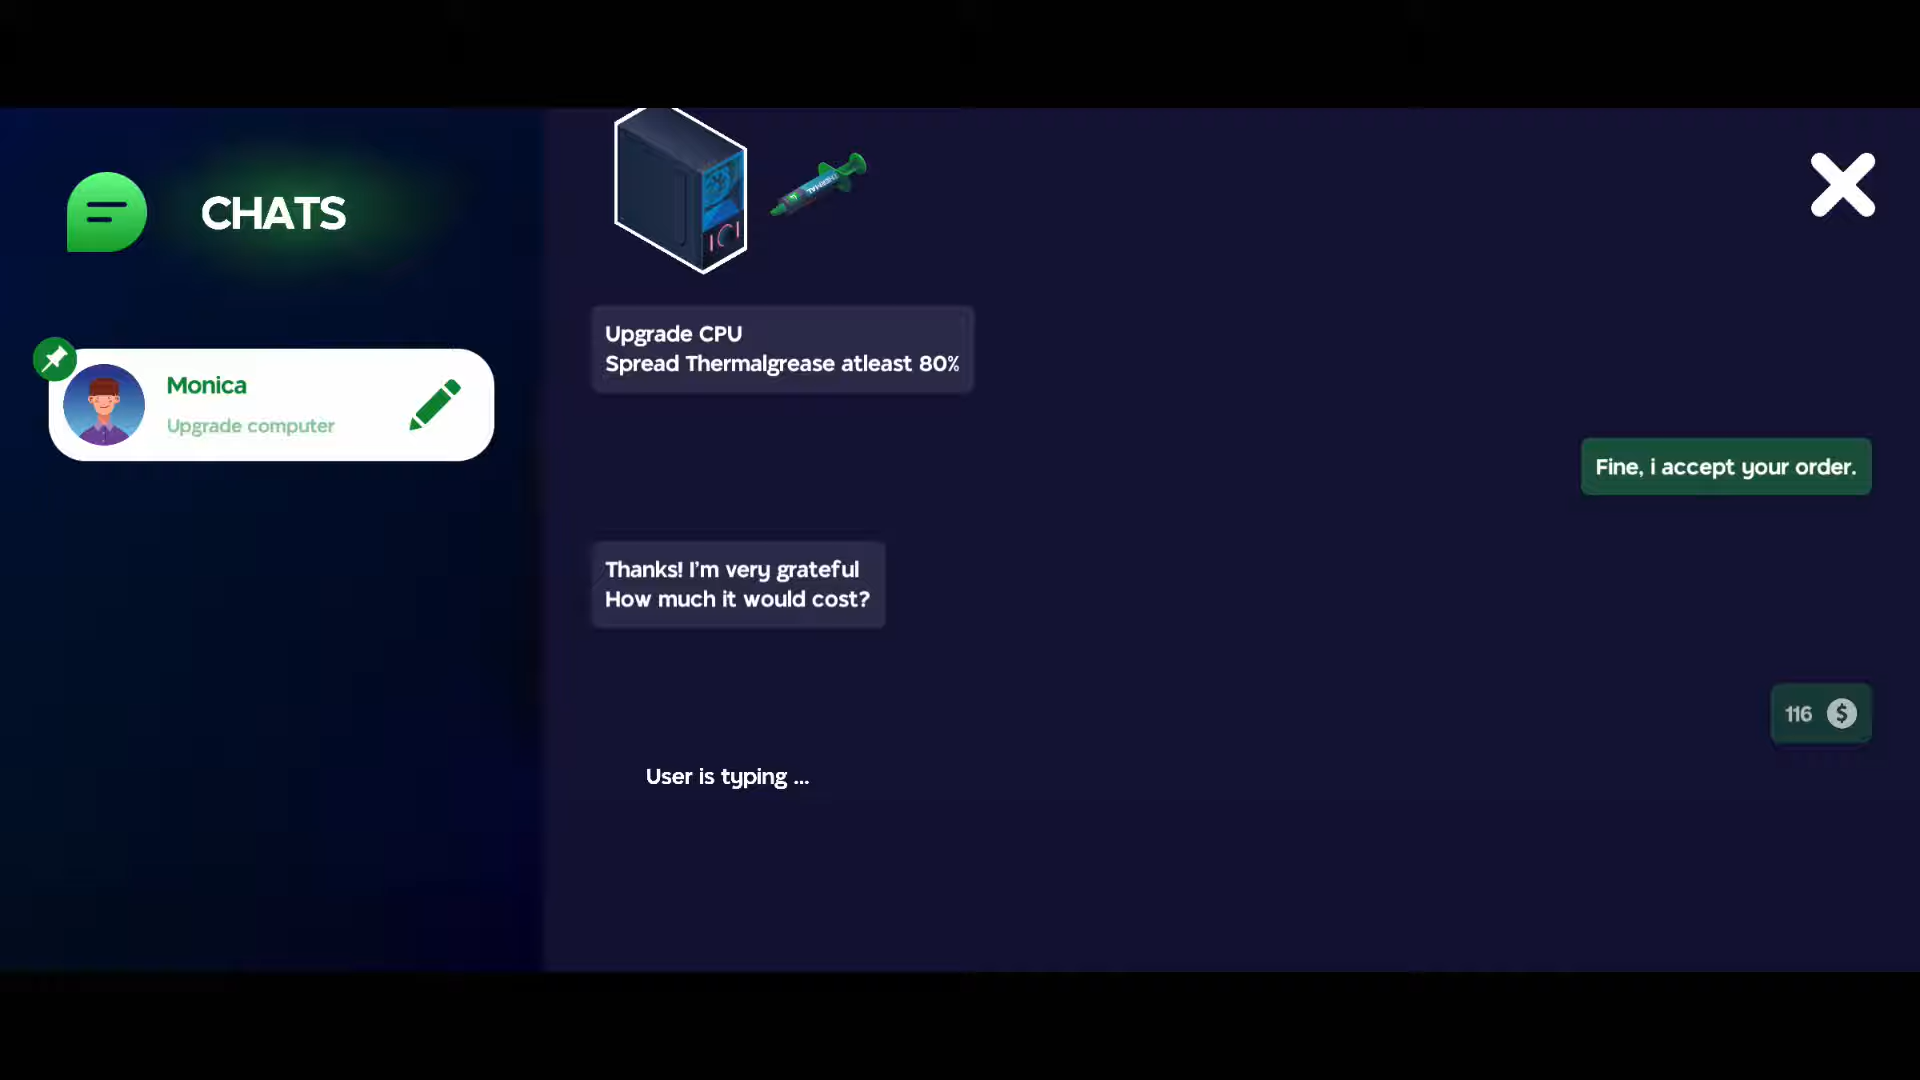 CHATS
Monica
Upgrade computer
Upgrade CPU
Spread Thermalgrease atleast 80%
Fine, i accept your order.
Thanks! I'm very grateful
How much it would cost?
116 $
User is typing ...